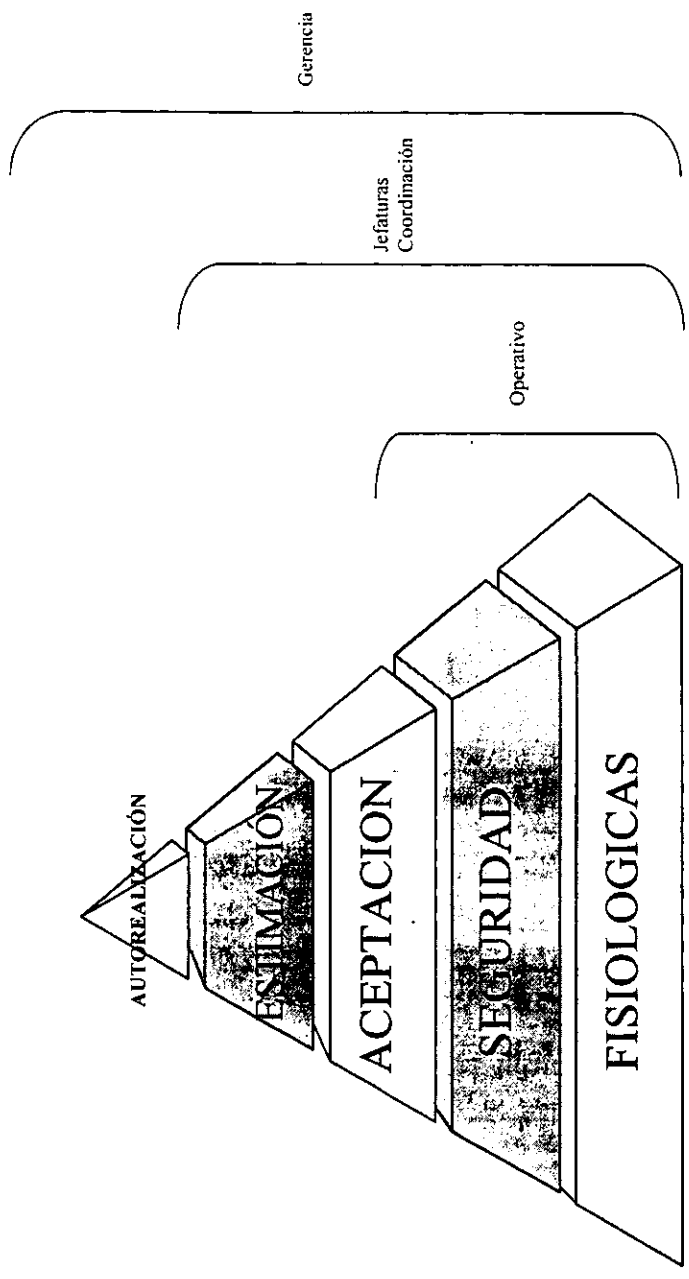 AUTOREALIZACIÓN
ESTIMACIÓN
ACEPTACION
SEGURIDAD
FISIOLOGICAS
Operativo
Jefaturas
Coordinación
Gerencia